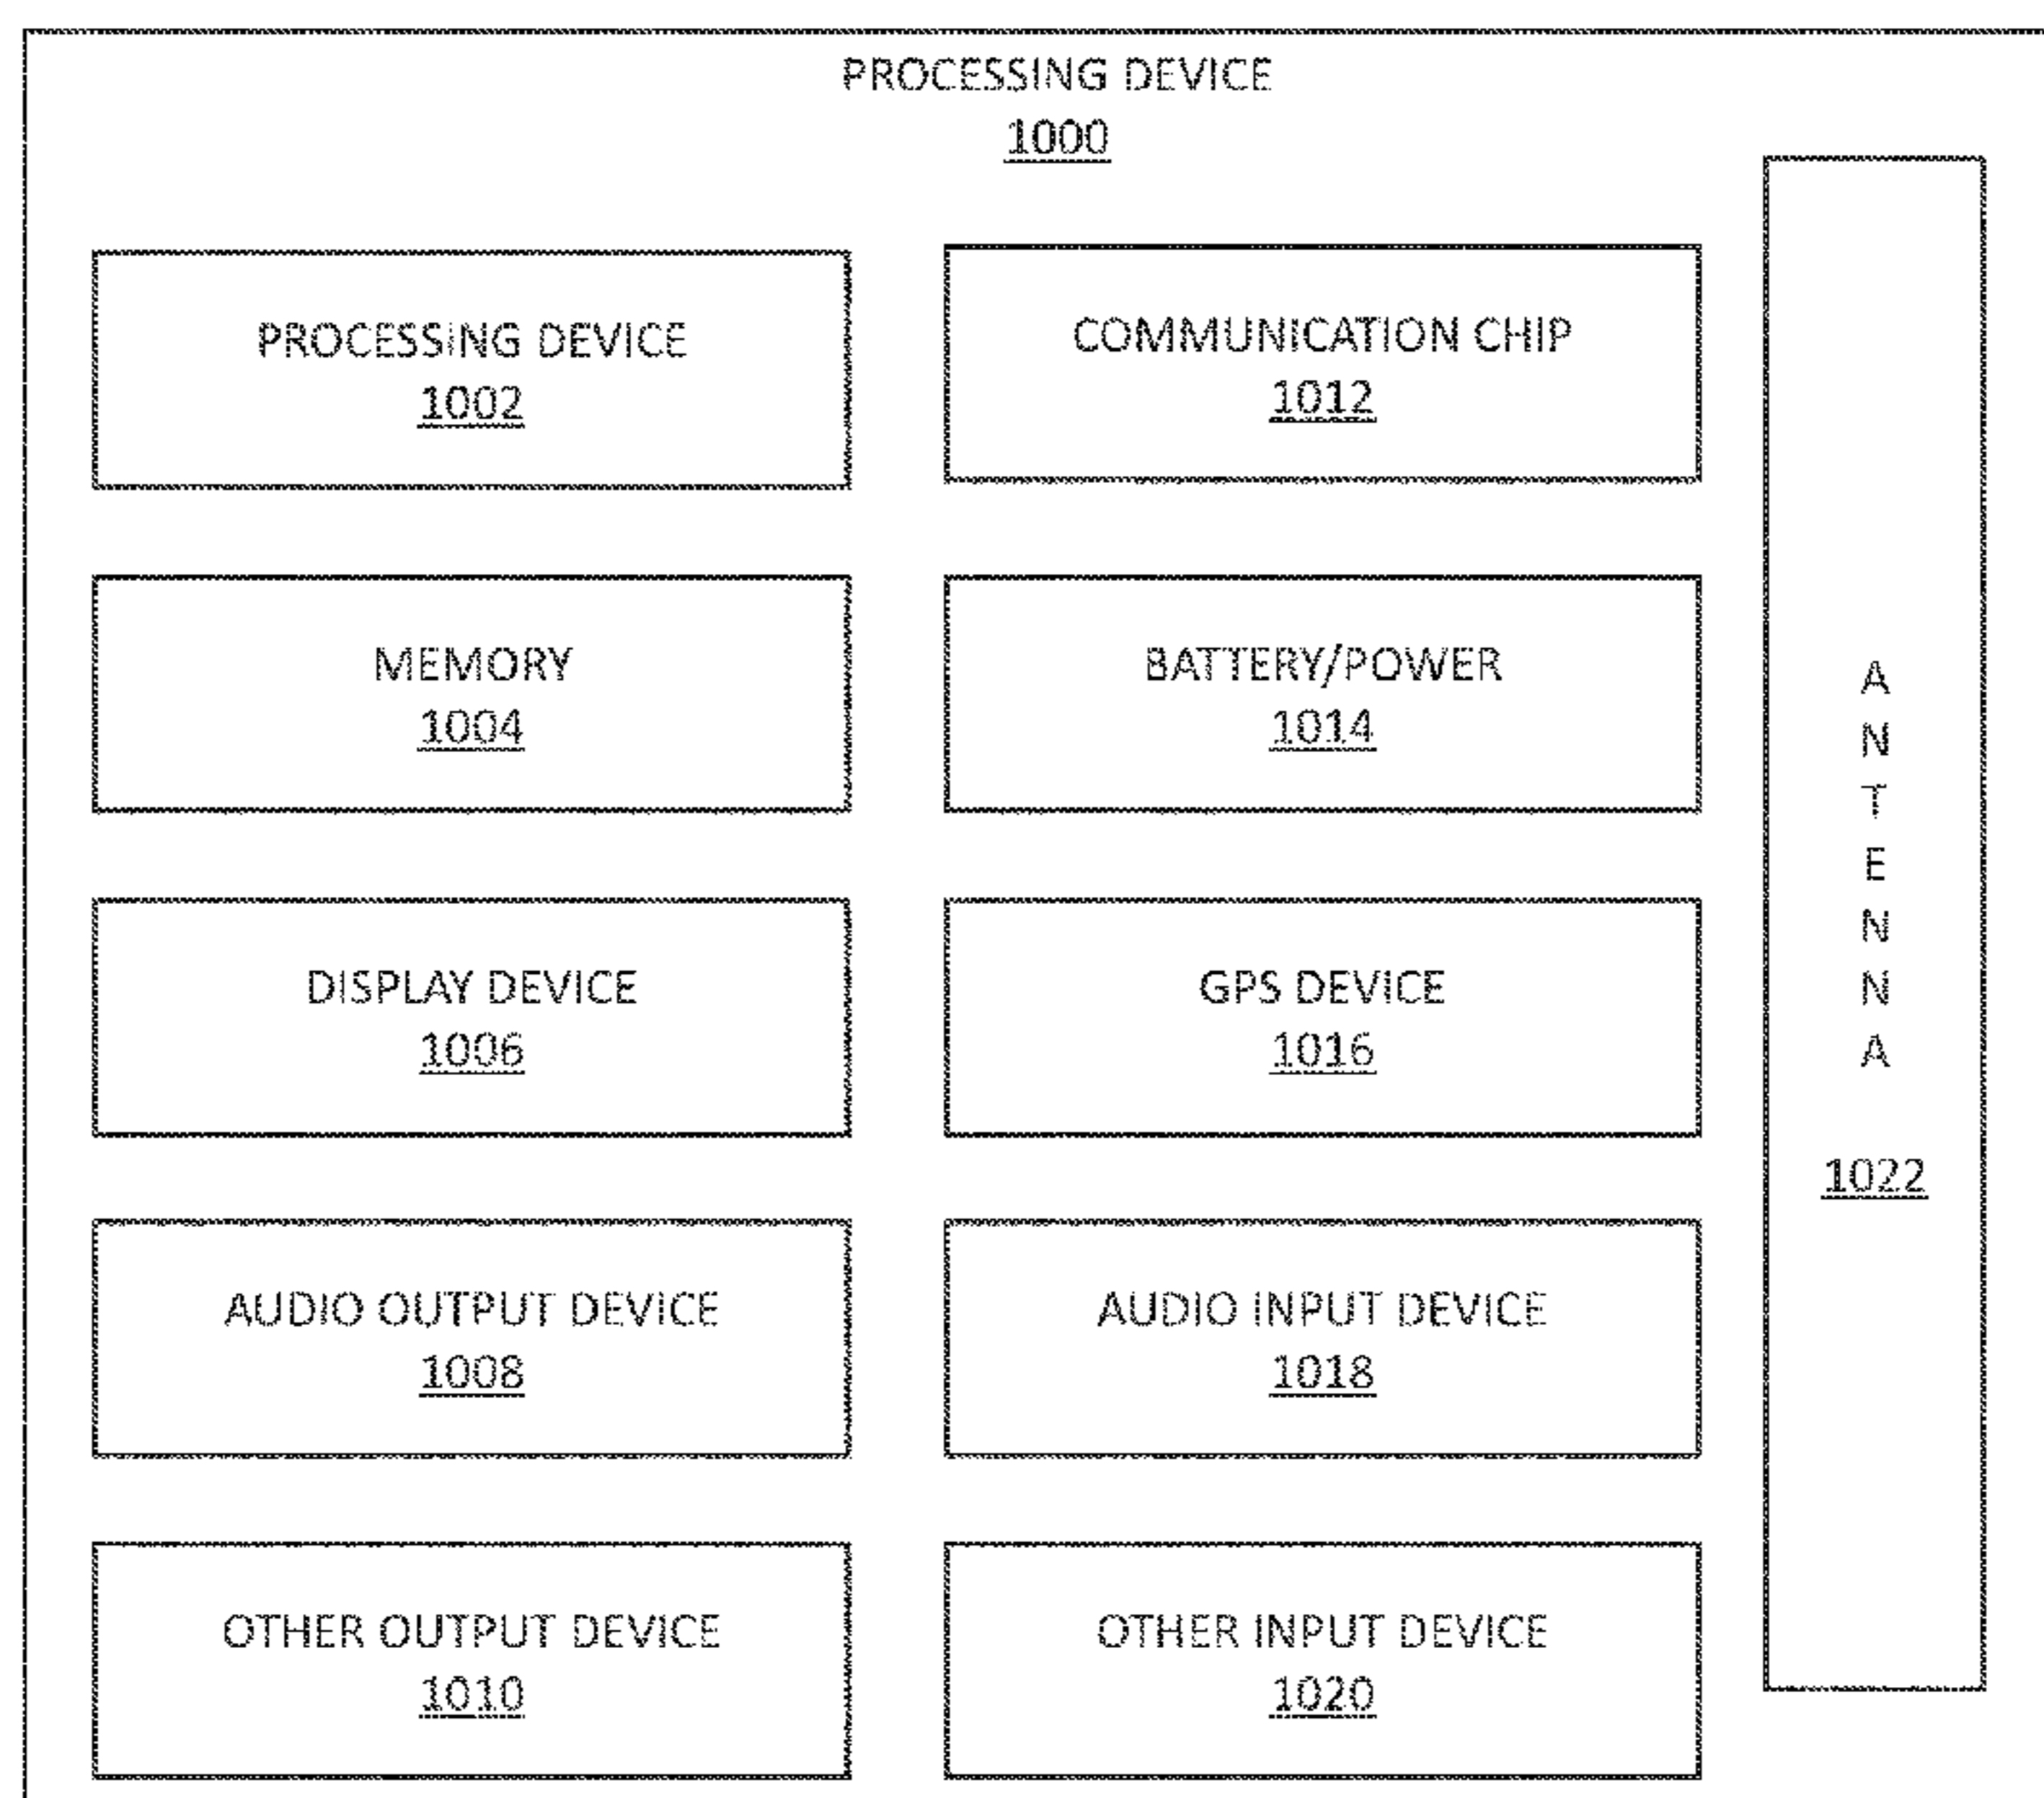 PROCESSING DEVICE
1000
PROCESSING DEVICE
1002
COMMUNICATION CHIP
1012
MEMORY
1004
BATTERY/POWER
1014
DISPLAY DEVICE
1006
GPS DEVICE
1016
AUDIO OUTPUT DEVICE
1008
AUDIO INPUT DEVICE
1018
OTHER OUTPUT DEVICE
1010
OTHER INPUT DEVICE
1020
A
N
T
E
N
N
A
1022